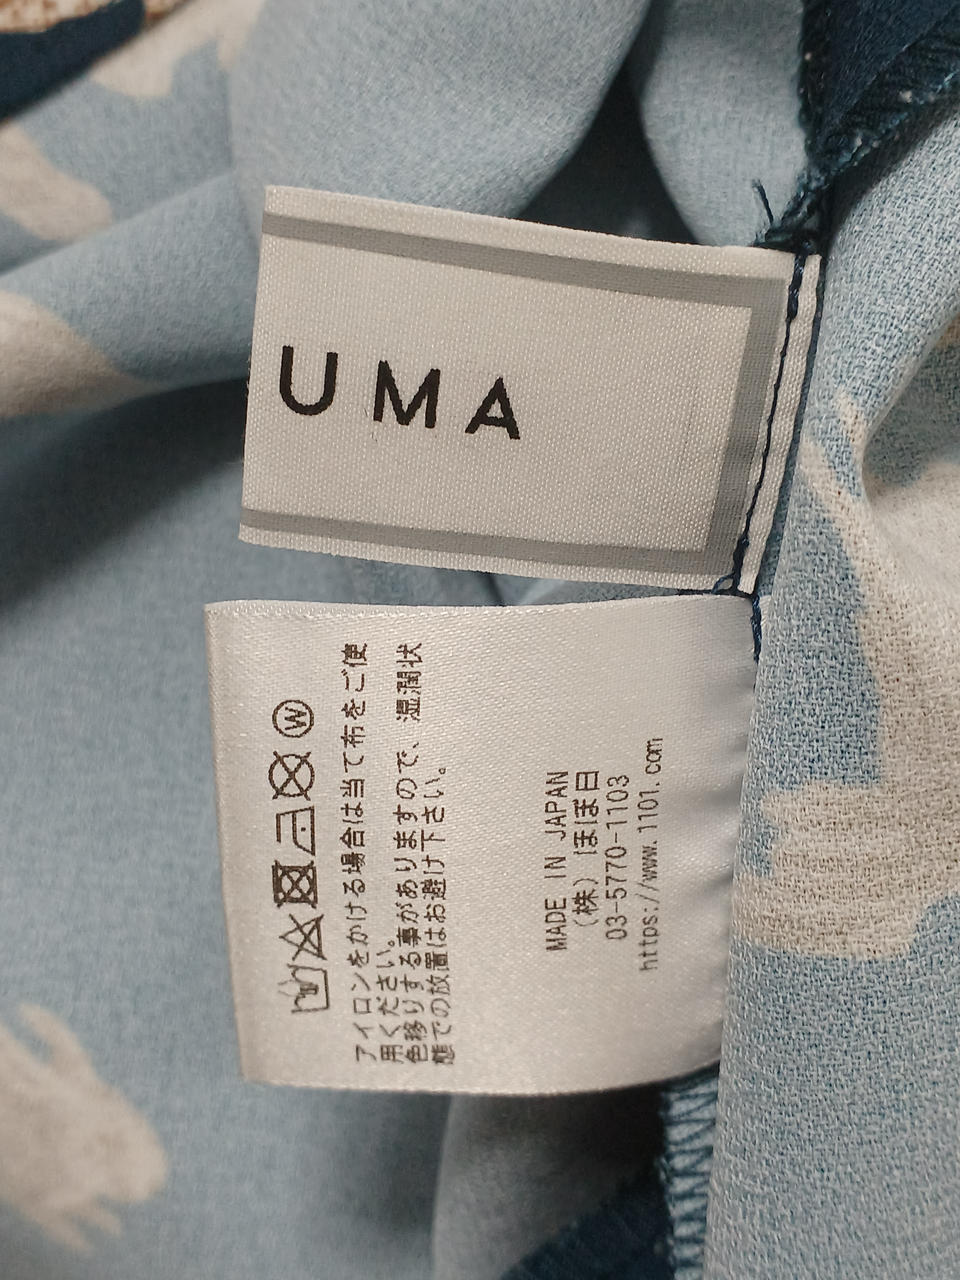 UMA
アイロンをかける場合は当て布をご使
用ください。
色移りする事がありますので、湿潤状
態での放置はお避け下さい。
MADE IN JAPAN
（株）ほぼ日
03-5770-1103
https://www.1101.com